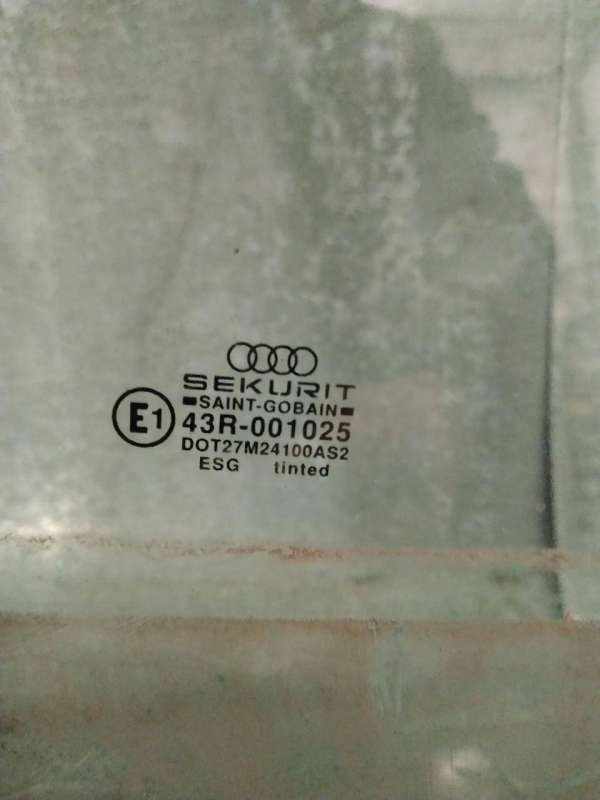 SEKURIT
SAINT-GOBAIN
E1 43R-001025
DOT27M24100AS2
ESG tinted